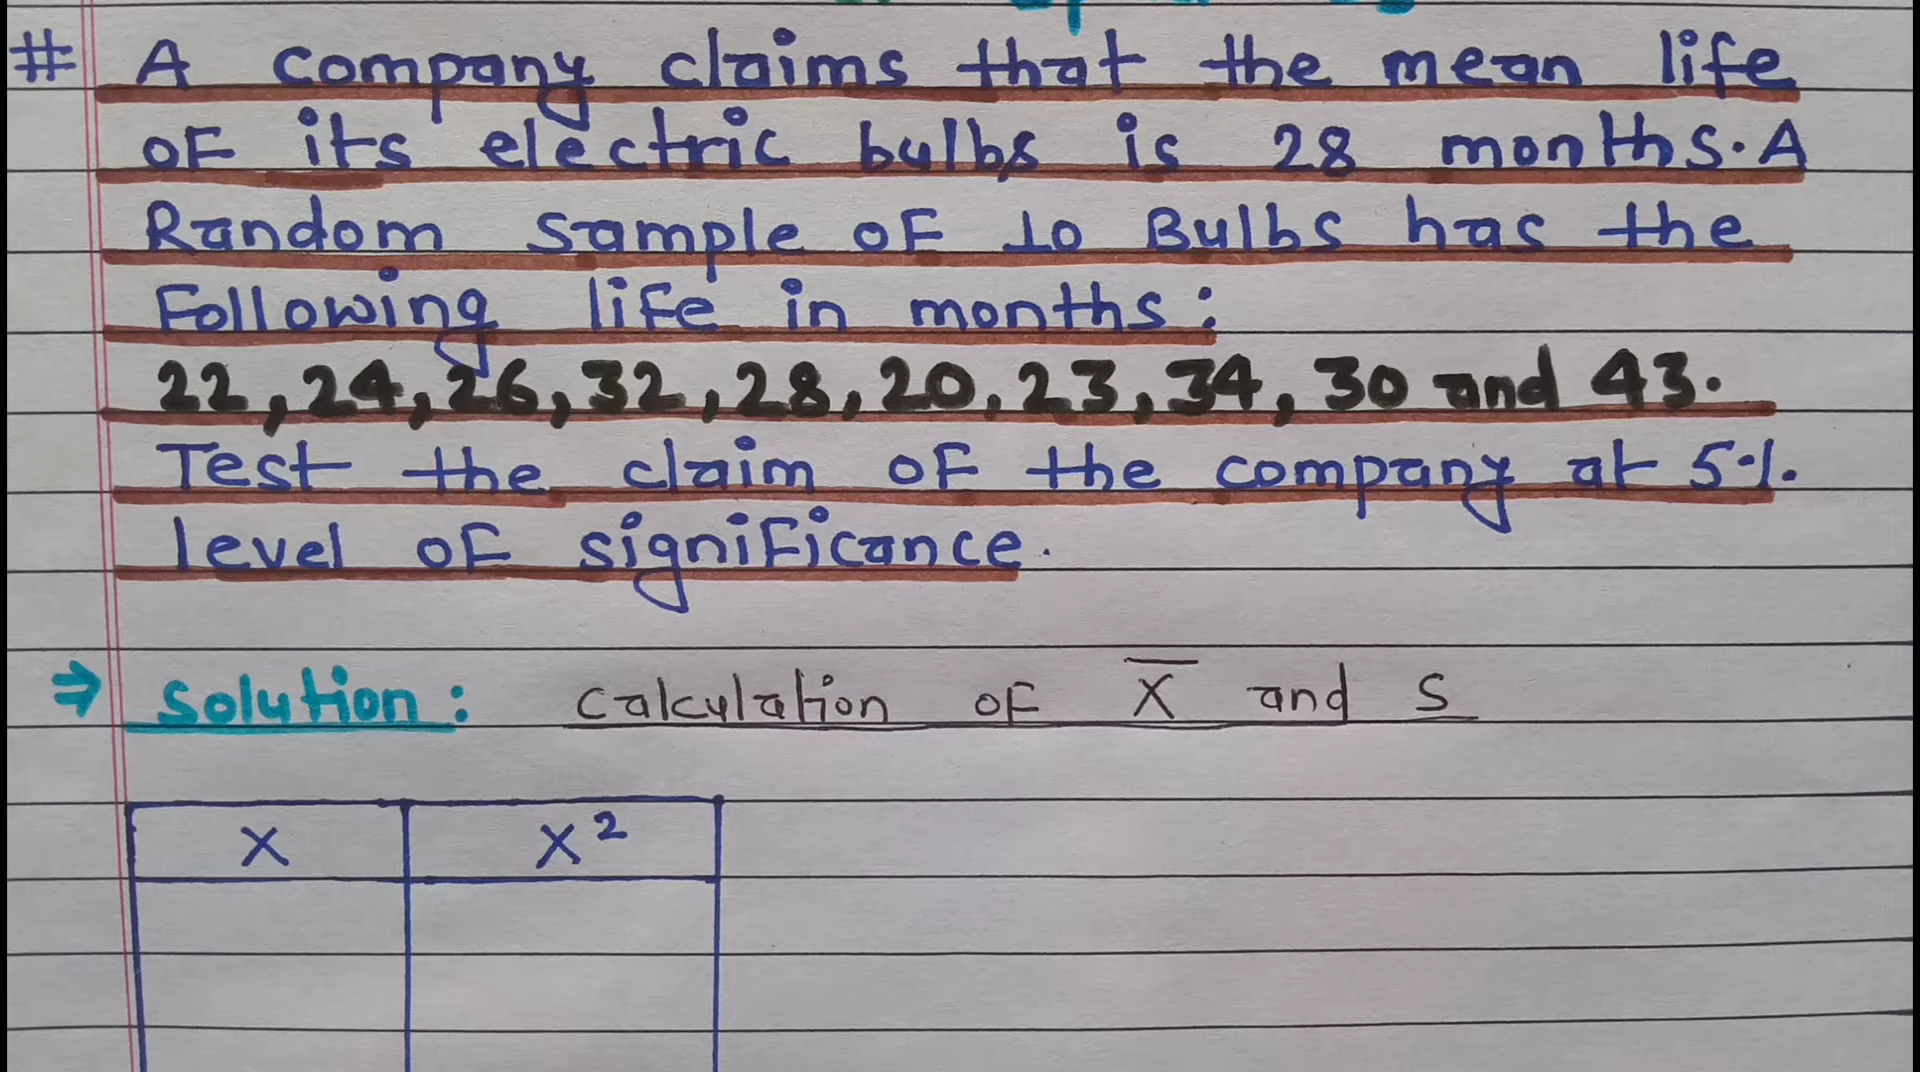 # A company claims that the mean life
of its electric bulbs is 28 months. A
Random sample of 10 Bulbs has the
Following life in months:
22, 24, 26, 32, 28, 20, 23, 34, 30 and 43.
Test the claim of the company at 5%
level of significance.
⇒ Solution: Calculation of X̅ and S
X X²